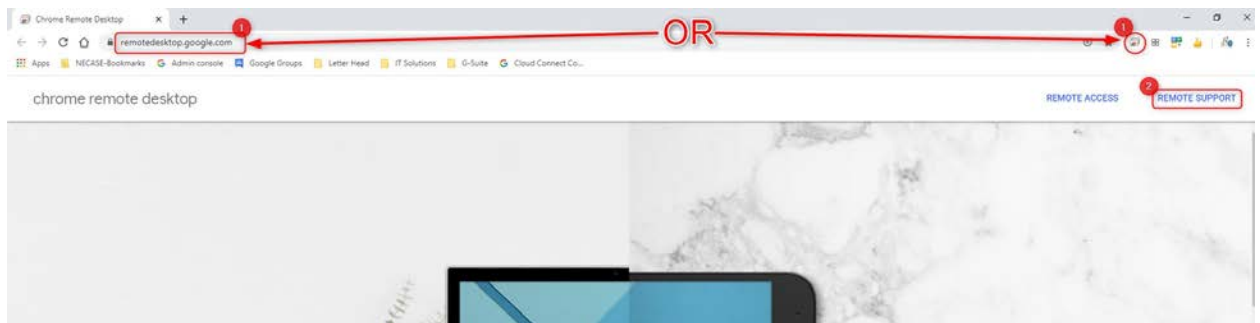 Chrome Remote Desktop
1
OR
1
remotedesktop.google.com
Apps NECASE-Bookmarks Admin console Google Groups Letter Head IT Solutions G-Suite Cloud Connect Co...
chrome remote desktop
REMOTE ACCESS
2
REMOTE SUPPORT